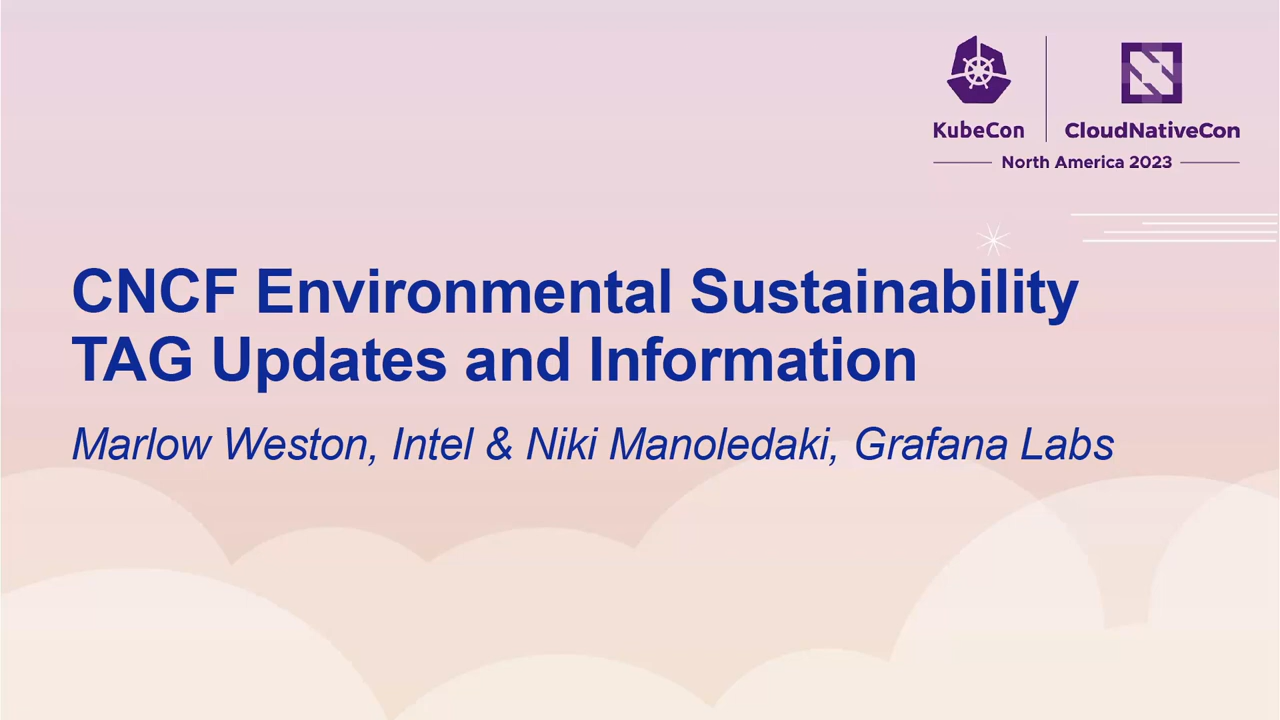 KubeCon
CloudNativeCon
North America 2023
CNCF Environmental Sustainability
TAG Updates and Information
Marlow Weston, Intel & Niki Manoledaki, Grafana Labs